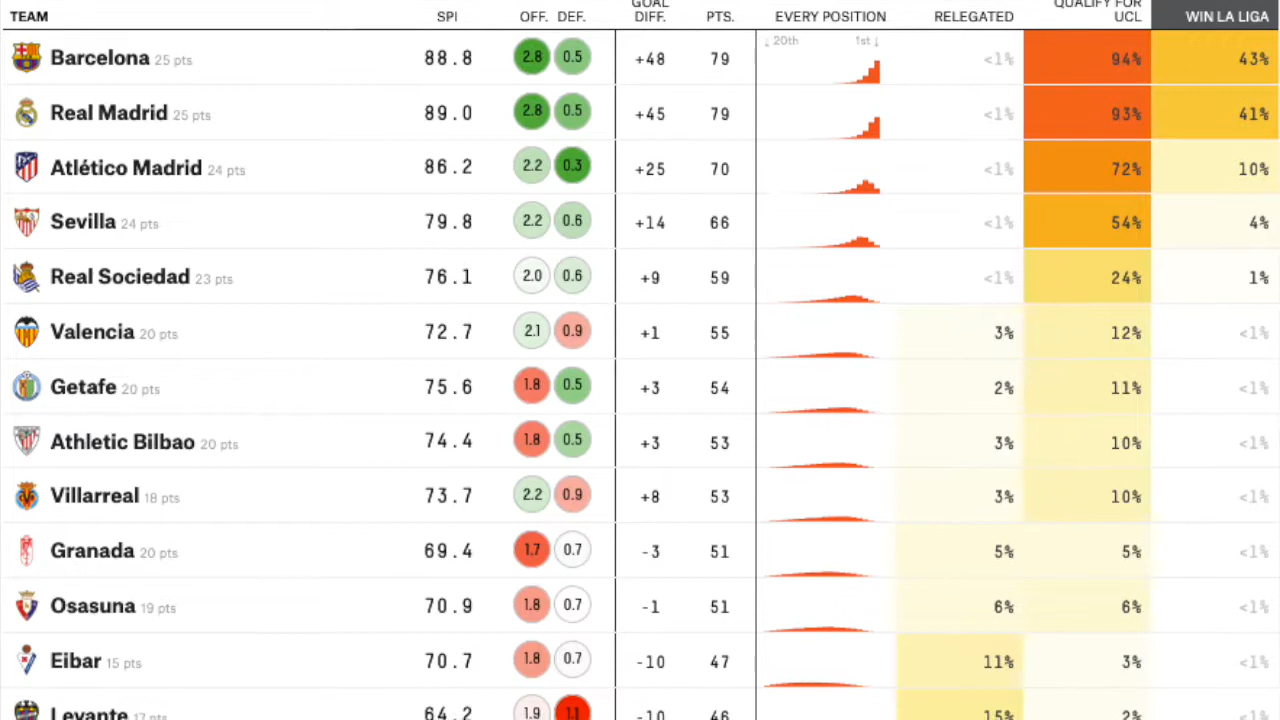 GOAL QUALIFY FOR
TEAM SPI OFF. DEF. DIFF. PTS. EVERY POSITION RELEGATED UCL WIN LA LIGA
↓ 20th 1st ↓
Barcelona 25 pts 88.8 2.8 0.5 +48 79 <1% 94% 43%
Real Madrid 25 pts 89.0 2.8 0.5 +45 79 <1% 93% 41%
Atlético Madrid 24 pts 86.2 2.2 0.3 +25 70 <1% 72% 10%
Sevilla 24 pts 79.8 2.2 0.6 +14 66 <1% 54% 4%
Real Sociedad 23 pts 76.1 2.0 0.6 +9 59 <1% 24% 1%
Valencia 20 pts 72.7 2.1 0.9 +1 55 3% 12% <1%
Getafe 20 pts 75.6 1.8 0.5 +3 54 2% 11% <1%
Athletic Bilbao 20 pts 74.4 1.8 0.5 +3 53 3% 10% <1%
Villarreal 18 pts 73.7 2.2 0.9 +8 53 3% 10% <1%
Granada 20 pts 69.4 1.7 0.7 -3 51 5% 5% <1%
Osasuna 19 pts 70.9 1.8 0.7 -1 51 6% 6% <1%
Eibar 15 pts 70.7 1.8 0.7 -10 47 11% 3% <1%
Levante 17 pts 64.2 1.9 1.1 -10 46 15% 2% <1%